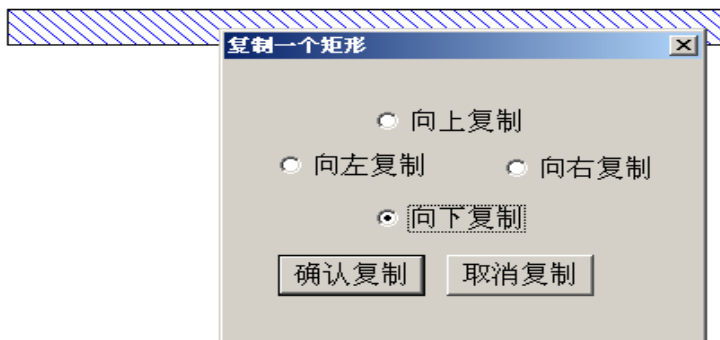 复制一个矩形
向上复制
向左复制 向右复制
向下复制
确认复制 取消复制